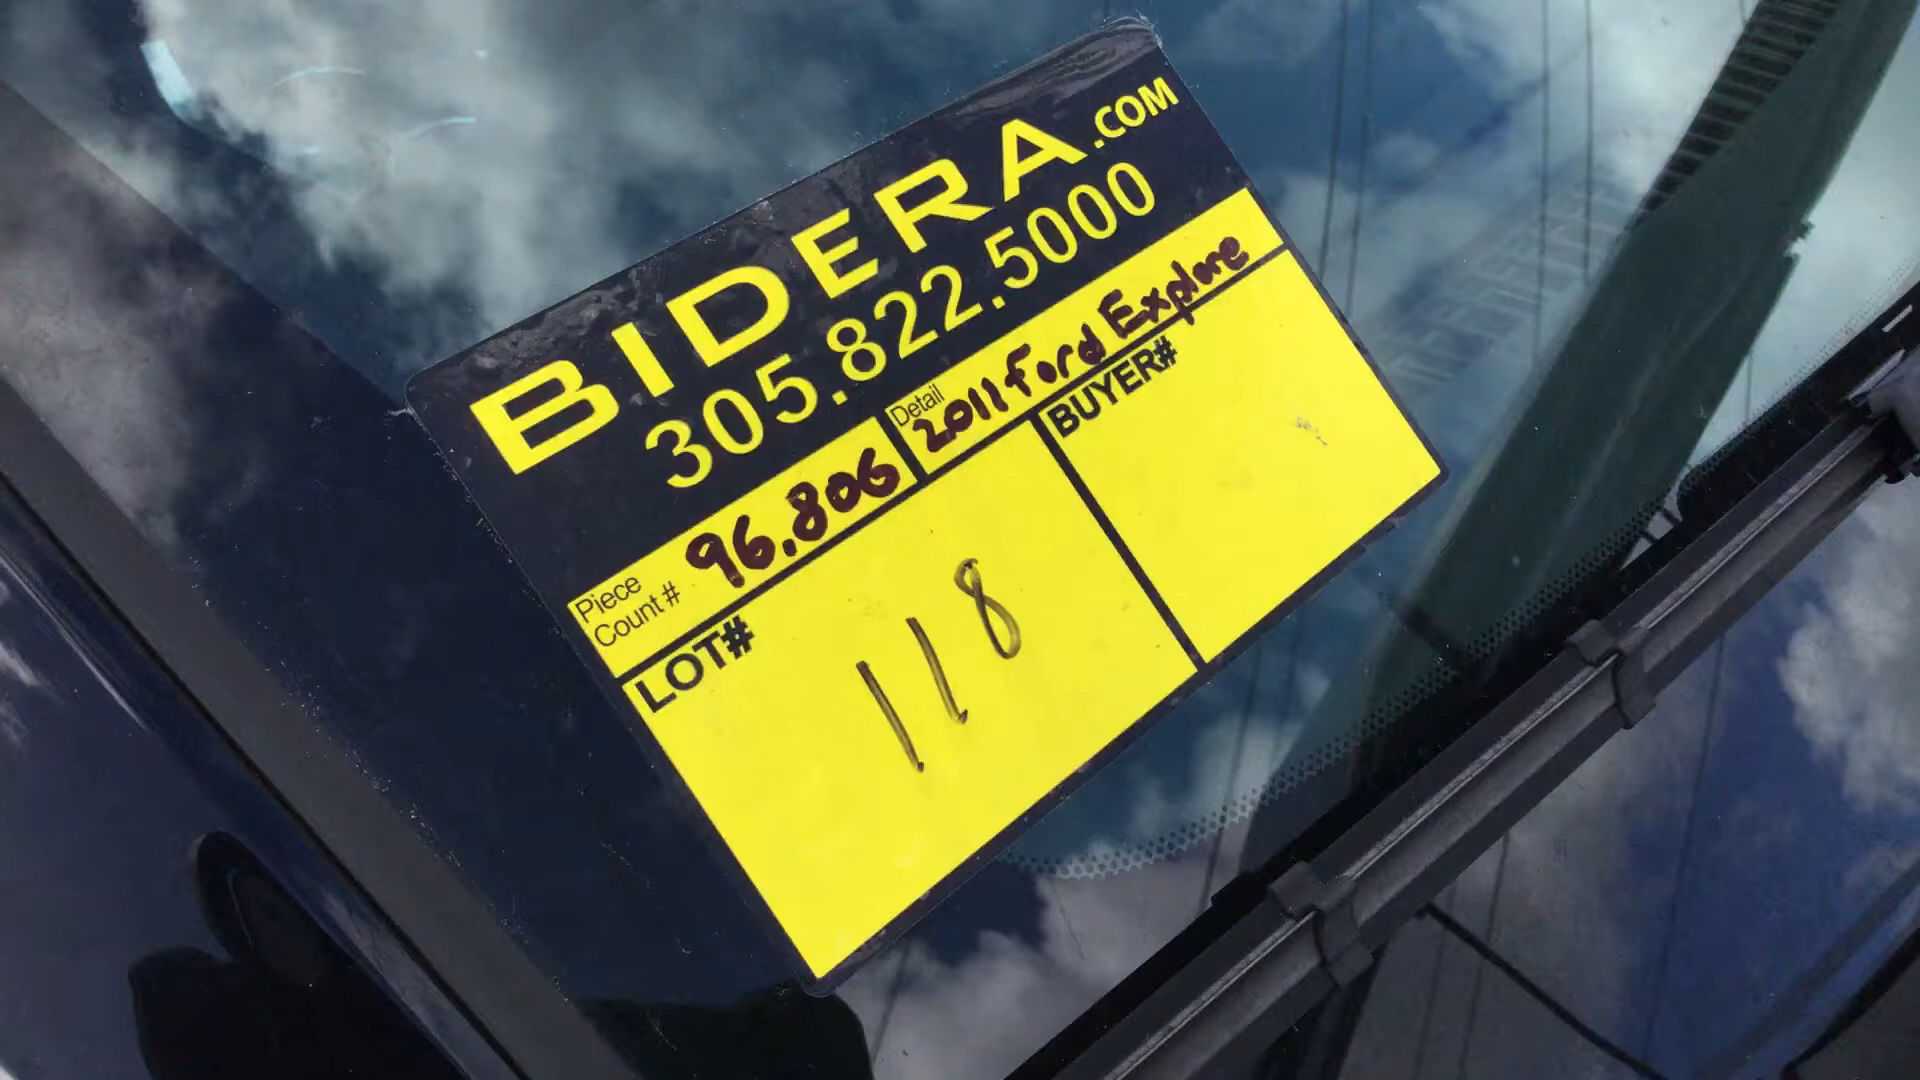 BIDERA.COM
305.822.5000
Piece Count# 96.806
Detail 2011 Ford Explore
LOT# 118
BUYER#